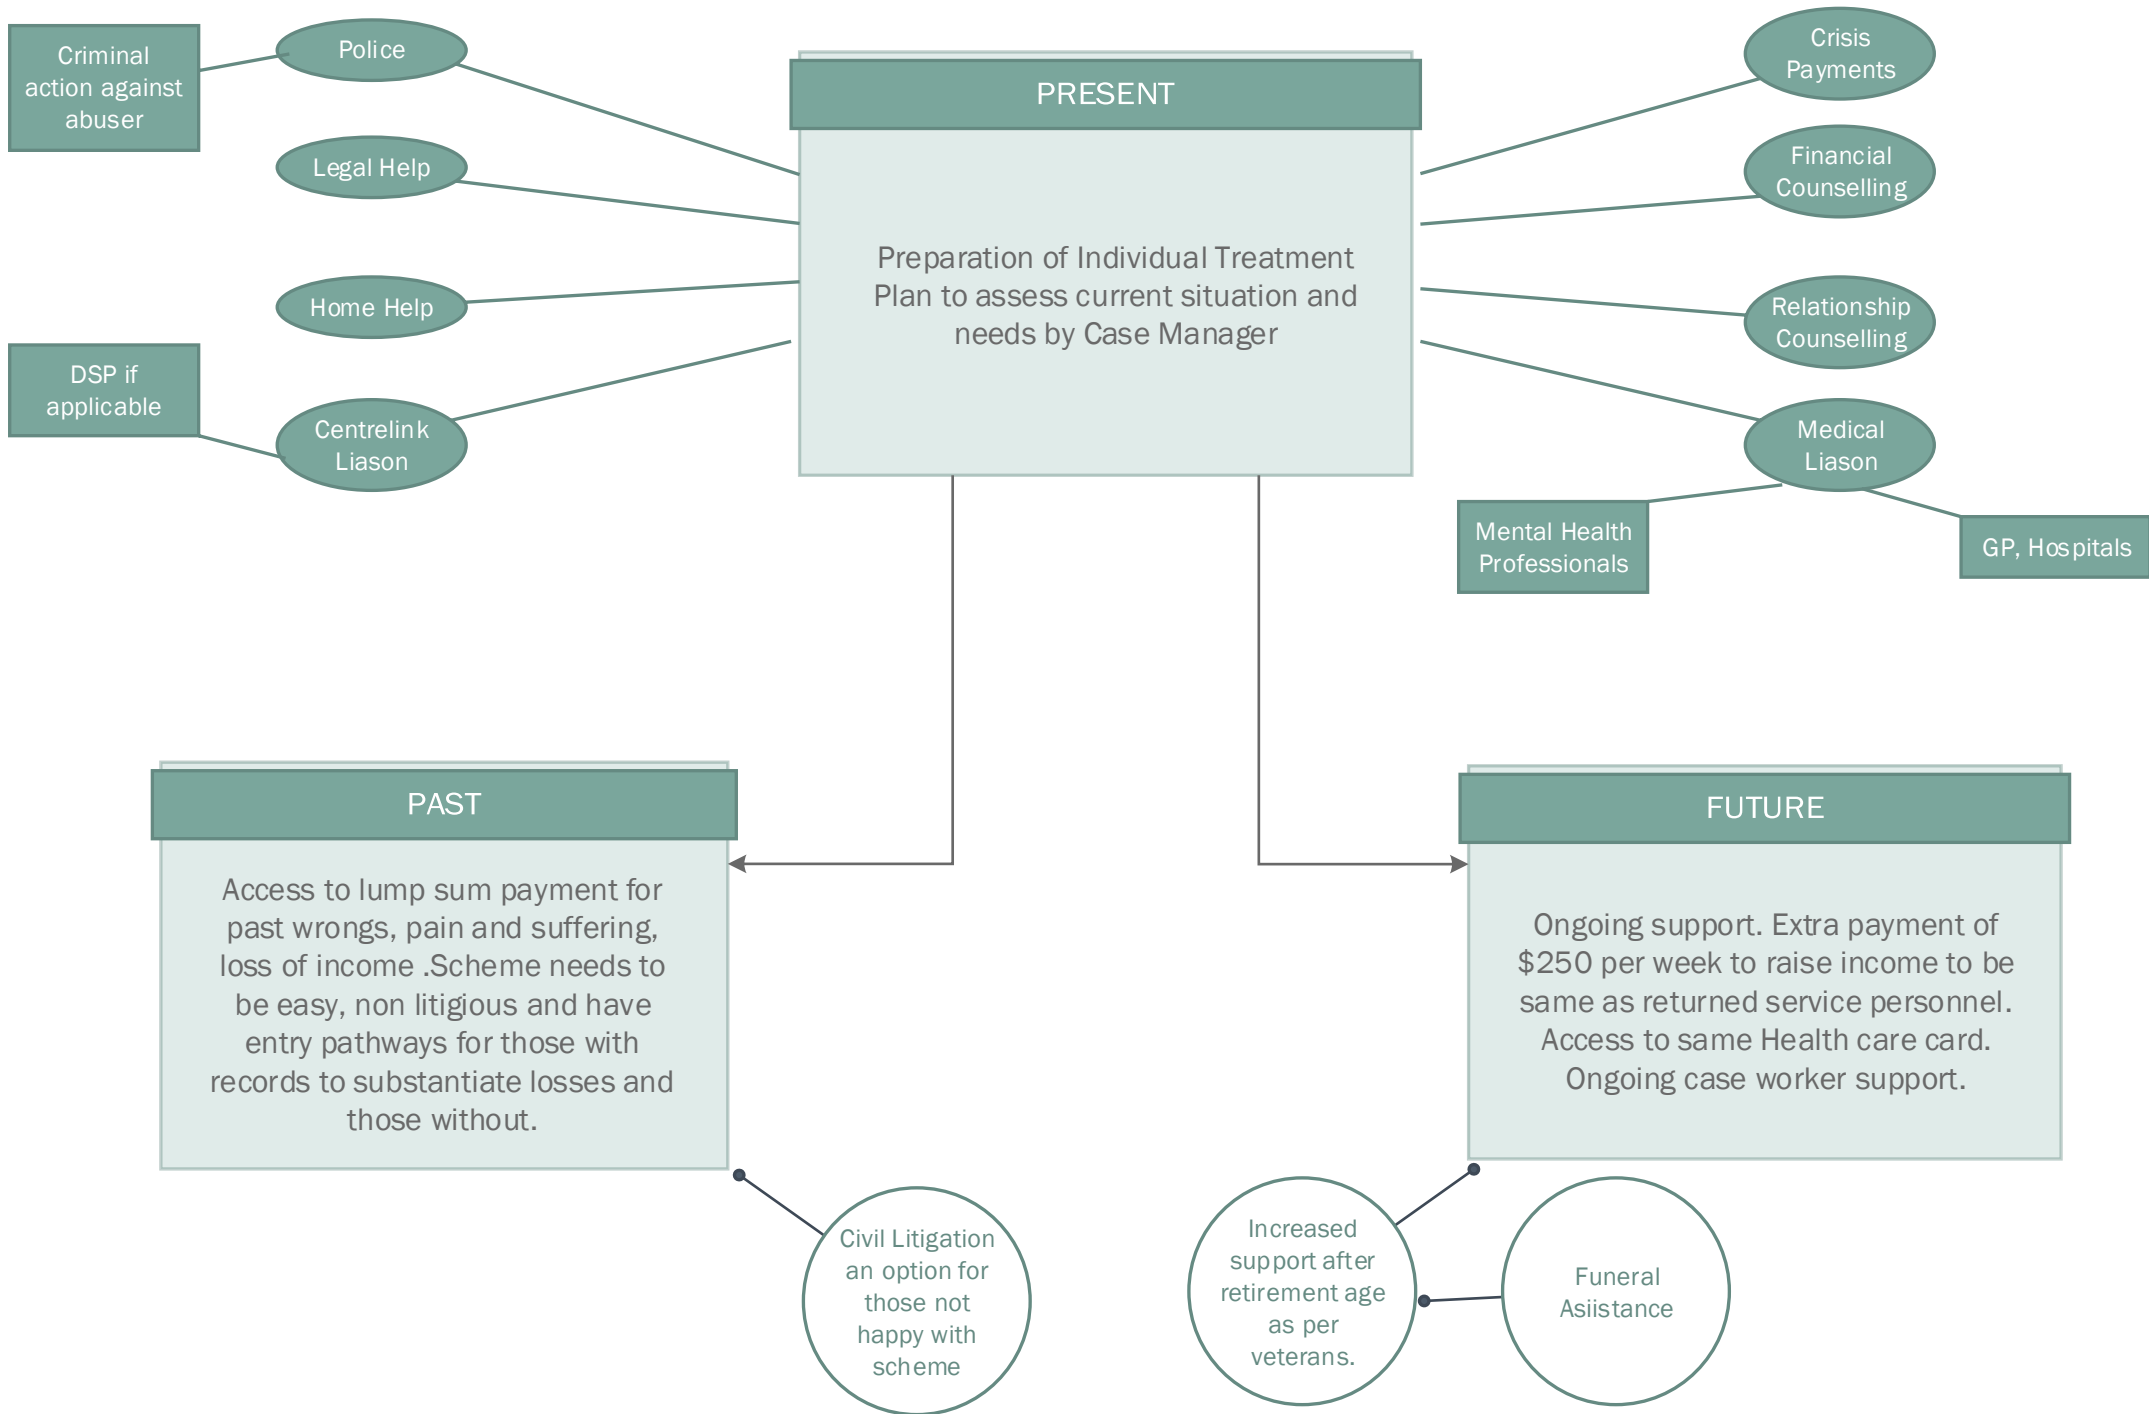 Criminal
action against
abuser
Police
Legal Help
Home Help
DSP if
applicable
Centrelink
Liason
PRESENT
Preparation of Individual Treatment
Plan to assess current situation and
needs by Case Manager
Crisis
Payments
Financial
Counselling
Relationship
Counselling
Medical
Liason
Mental Health
Professionals
GP, Hospitals
PAST
Access to lump sum payment for
past wrongs, pain and suffering,
loss of income .Scheme needs to
be easy, non litigious and have
entry pathways for those with
records to substantiate losses and
those without.
Civil Litigation
an option for
those not
happy with
scheme
FUTURE
Ongoing support. Extra payment of
$250 per week to raise income to be
same as returned service personnel.
Access to same Health care card.
Ongoing case worker support.
Increased
support after
retirement age
as per
veterans.
Funeral
Asiistance